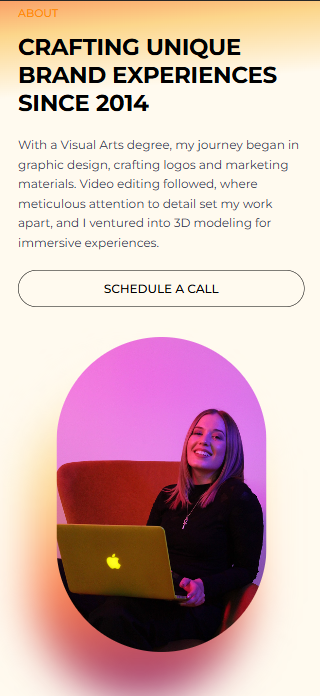 ABOUT
CRAFTING UNIQUE
BRAND EXPERIENCES
SINCE 2014
With a Visual Arts degree, my journey began in
graphic design, crafting logos and marketing
materials. Video editing followed, where
meticulous attention to detail set my work
apart, and I ventured into 3D modeling for
immersive experiences.
SCHEDULE A CALL